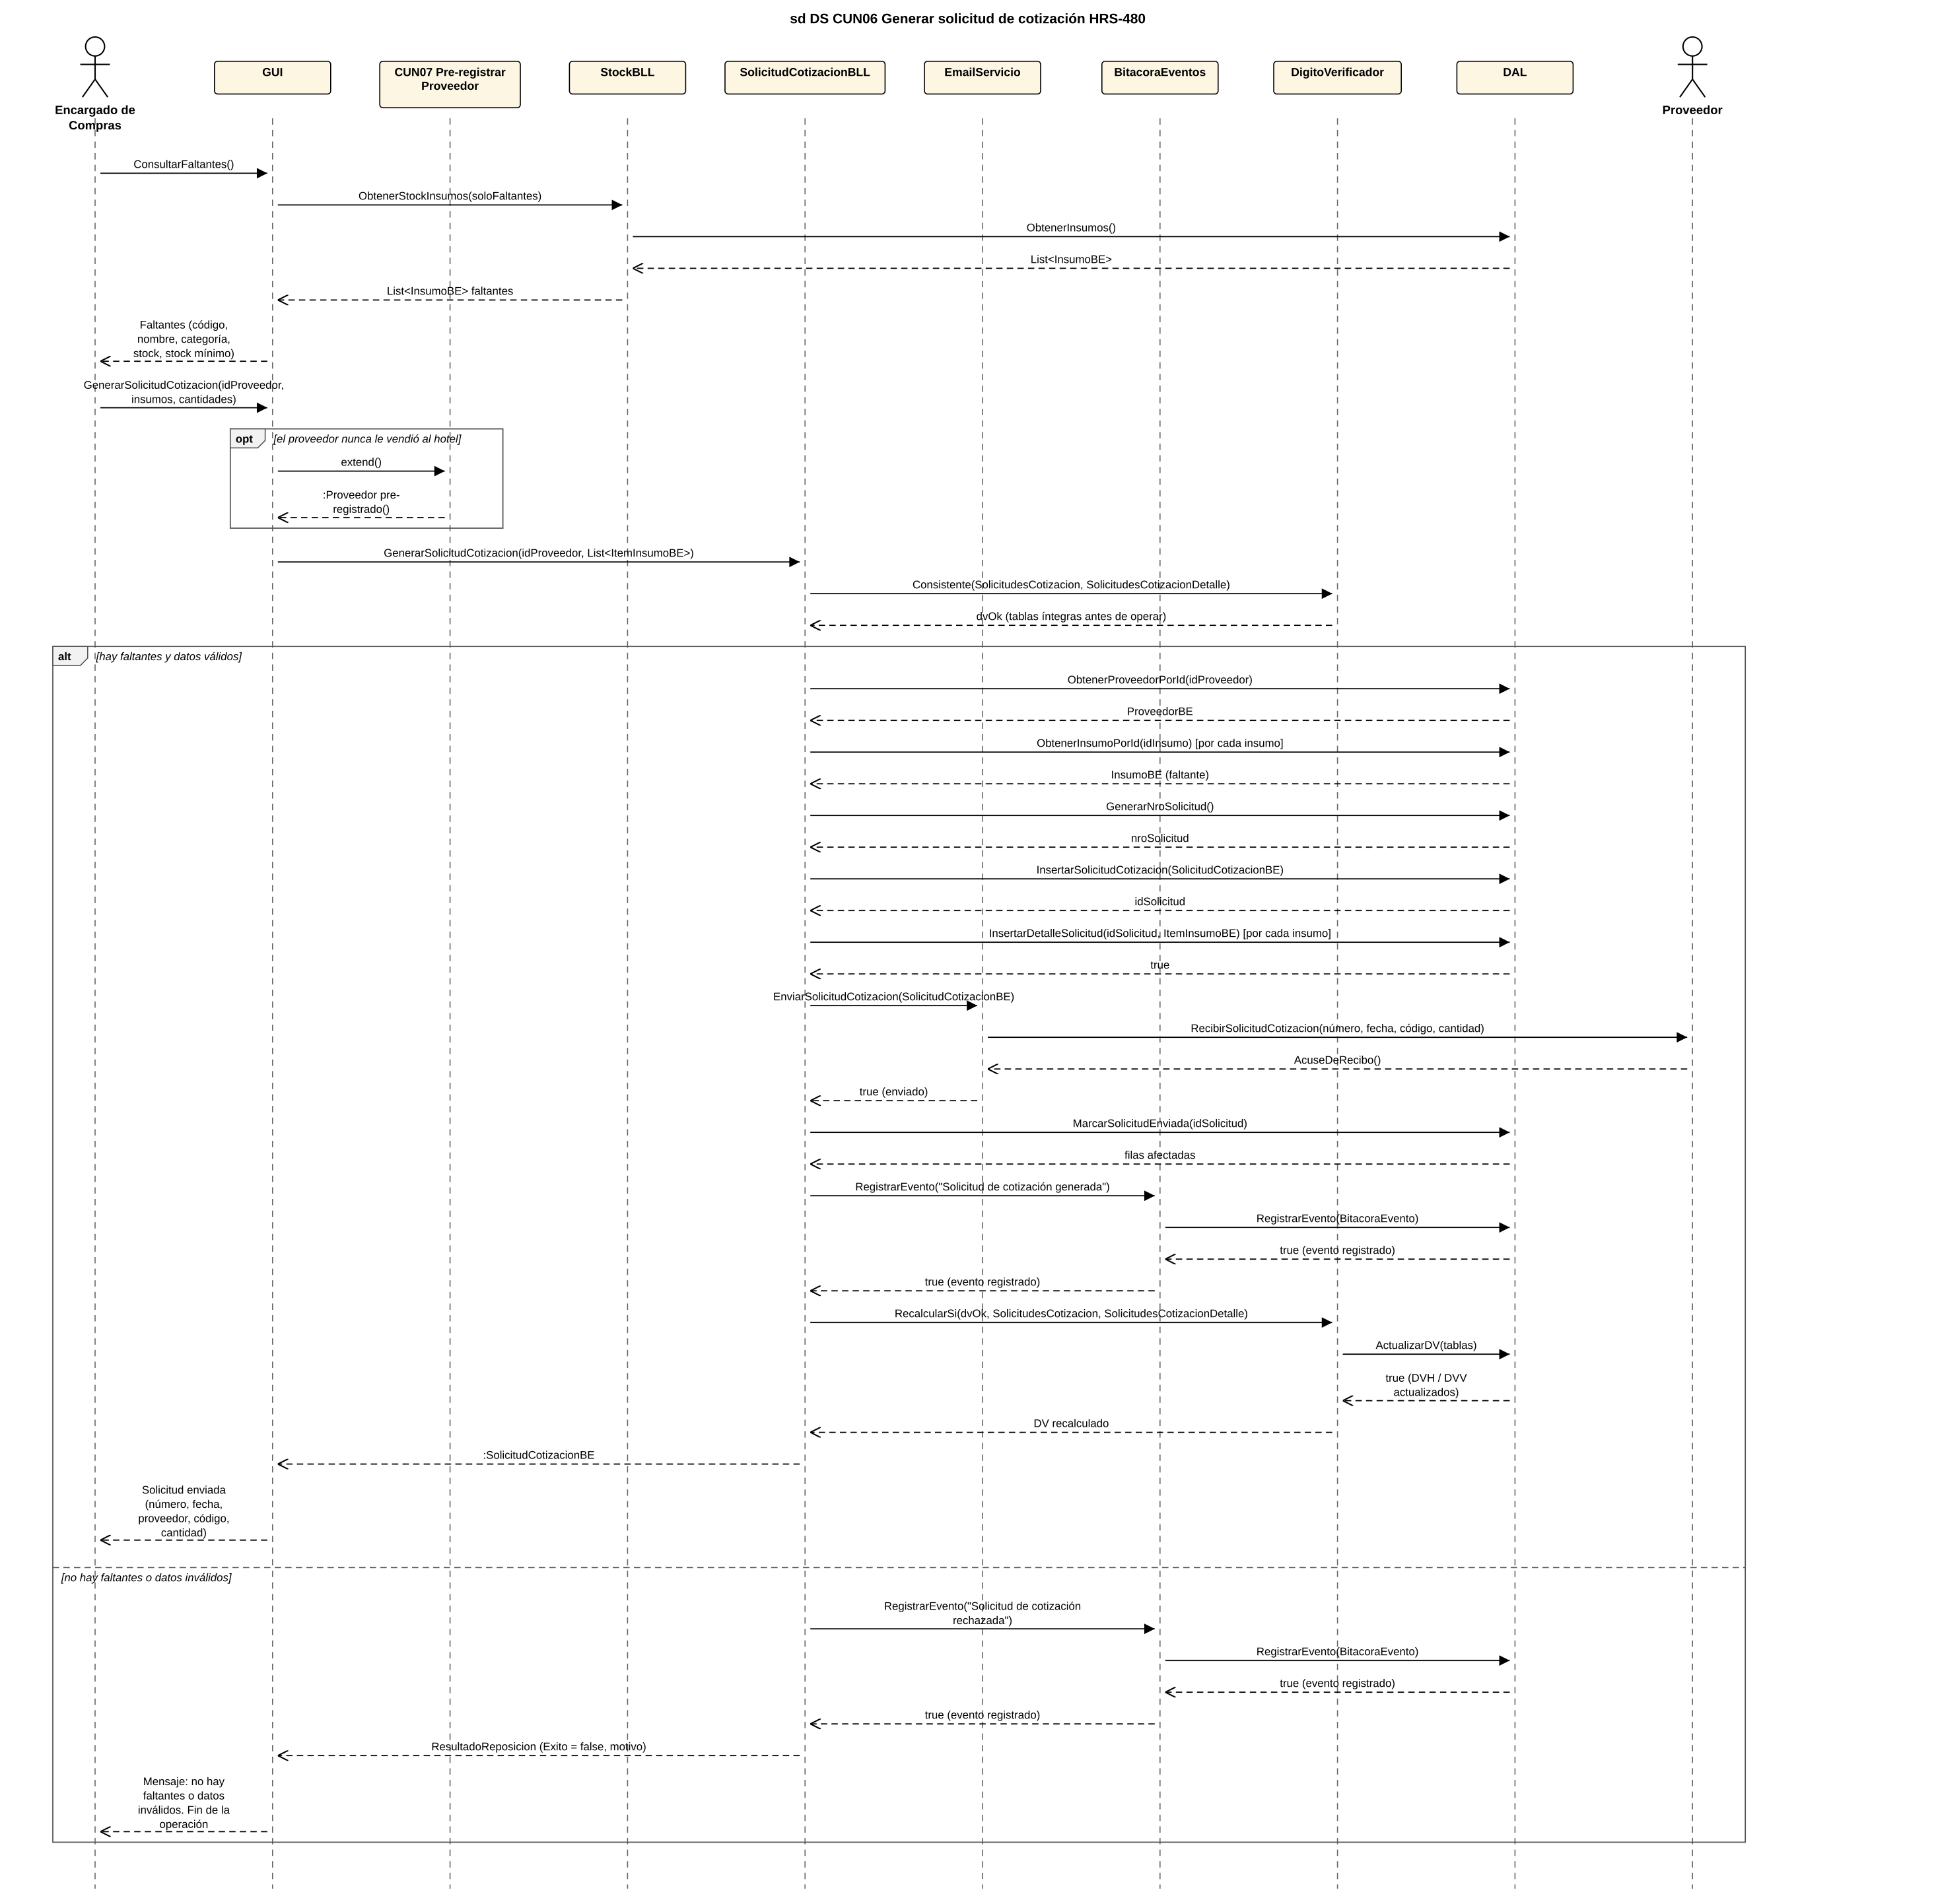 sd DS CUN06 Generar solicitud de cotización HRS-480
Encargado de
Compras
GUI
CUN07 Pre-registrar
Proveedor
StockBLL
SolicitudCotizacionBLL
EmailServicio
BitacoraEventos
DigitoVerificador
DAL
Proveedor
ConsultarFaltantes()
ObtenerStockInsumos(soloFaltantes)
ObtenerInsumos()
List<InsumoBE>
List<InsumoBE> faltantes
Faltantes (código,
nombre, categoría,
stock, stock mínimo)
GenerarSolicitudCotizacion(idProveedor,
insumos, cantidades)
opt
[el proveedor nunca le vendió al hotel]
extend()
:Proveedor pre-
registrado()
GenerarSolicitudCotizacion(idProveedor, List<ItemInsumoBE>)
Consistente(SolicitudesCotizacion, SolicitudesCotizacionDetalle)
dvOk (tablas íntegras antes de operar)
alt
[hay faltantes y datos válidos]
ObtenerProveedorPorId(idProveedor)
ProveedorBE
ObtenerInsumoPorId(idInsumo) [por cada insumo]
InsumoBE (faltante)
GenerarNroSolicitud()
nroSolicitud
InsertarSolicitudCotizacion(SolicitudCotizacionBE)
idSolicitud
InsertarDetalleSolicitud(idSolicitud, ItemInsumoBE) [por cada insumo]
true
EnviarSolicitudCotizacion(SolicitudCotizacionBE)
RecibirSolicitudCotizacion(número, fecha, código, cantidad)
AcuseDeRecibo()
true (enviado)
MarcarSolicitudEnviada(idSolicitud)
filas afectadas
RegistrarEvento("Solicitud de cotización generada")
RegistrarEvento(BitacoraEvento)
true (evento registrado)
true (evento registrado)
RecalcularSi(dvOk, SolicitudesCotizacion, SolicitudesCotizacionDetalle)
ActualizarDV(tablas)
true (DVH / DVV
actualizados)
DV recalculado
:SolicitudCotizacionBE
Solicitud enviada
(número, fecha,
proveedor, código,
cantidad)
[no hay faltantes o datos inválidos]
RegistrarEvento("Solicitud de cotización
rechazada")
RegistrarEvento(BitacoraEvento)
true (evento registrado)
true (evento registrado)
ResultadoReposicion (Exito = false, motivo)
Mensaje: no hay
faltantes o datos
inválidos. Fin de la
operación